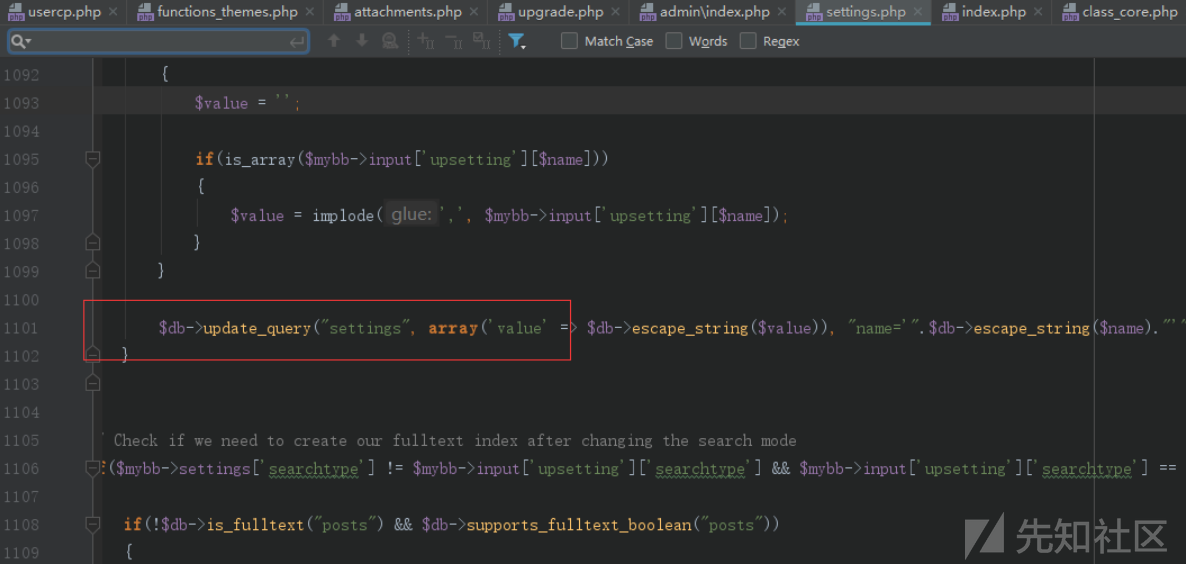 usercp.php functions_themes.php attachments.php upgrade.php admin\index.php settings.php index.php class_core.php
Match Case Words Regex
1092 {
1093 $value = '';
1094
1095 if(is_array($mybb->input['upsetting'][$name]))
1096 {
1097 $value = implode( glue: ',', $mybb->input['upsetting'][$name]);
1098 }
1099 }
1100
1101 $db->update_query("settings", array('value' => $db->escape_string($value)), "name='".$db->escape_string($name)."'"
1102 }
1103
1104
1105 Check if we need to create our fulltext index after changing the search mode
1106 ($mybb->settings['searchtype'] != $mybb->input['upsetting']['searchtype'] && $mybb->input['upsetting']['searchtype'] ==
1107
1108 if(!$db->is_fulltext("posts") && $db->supports_fulltext_boolean("posts"))
1109 {
先知社区